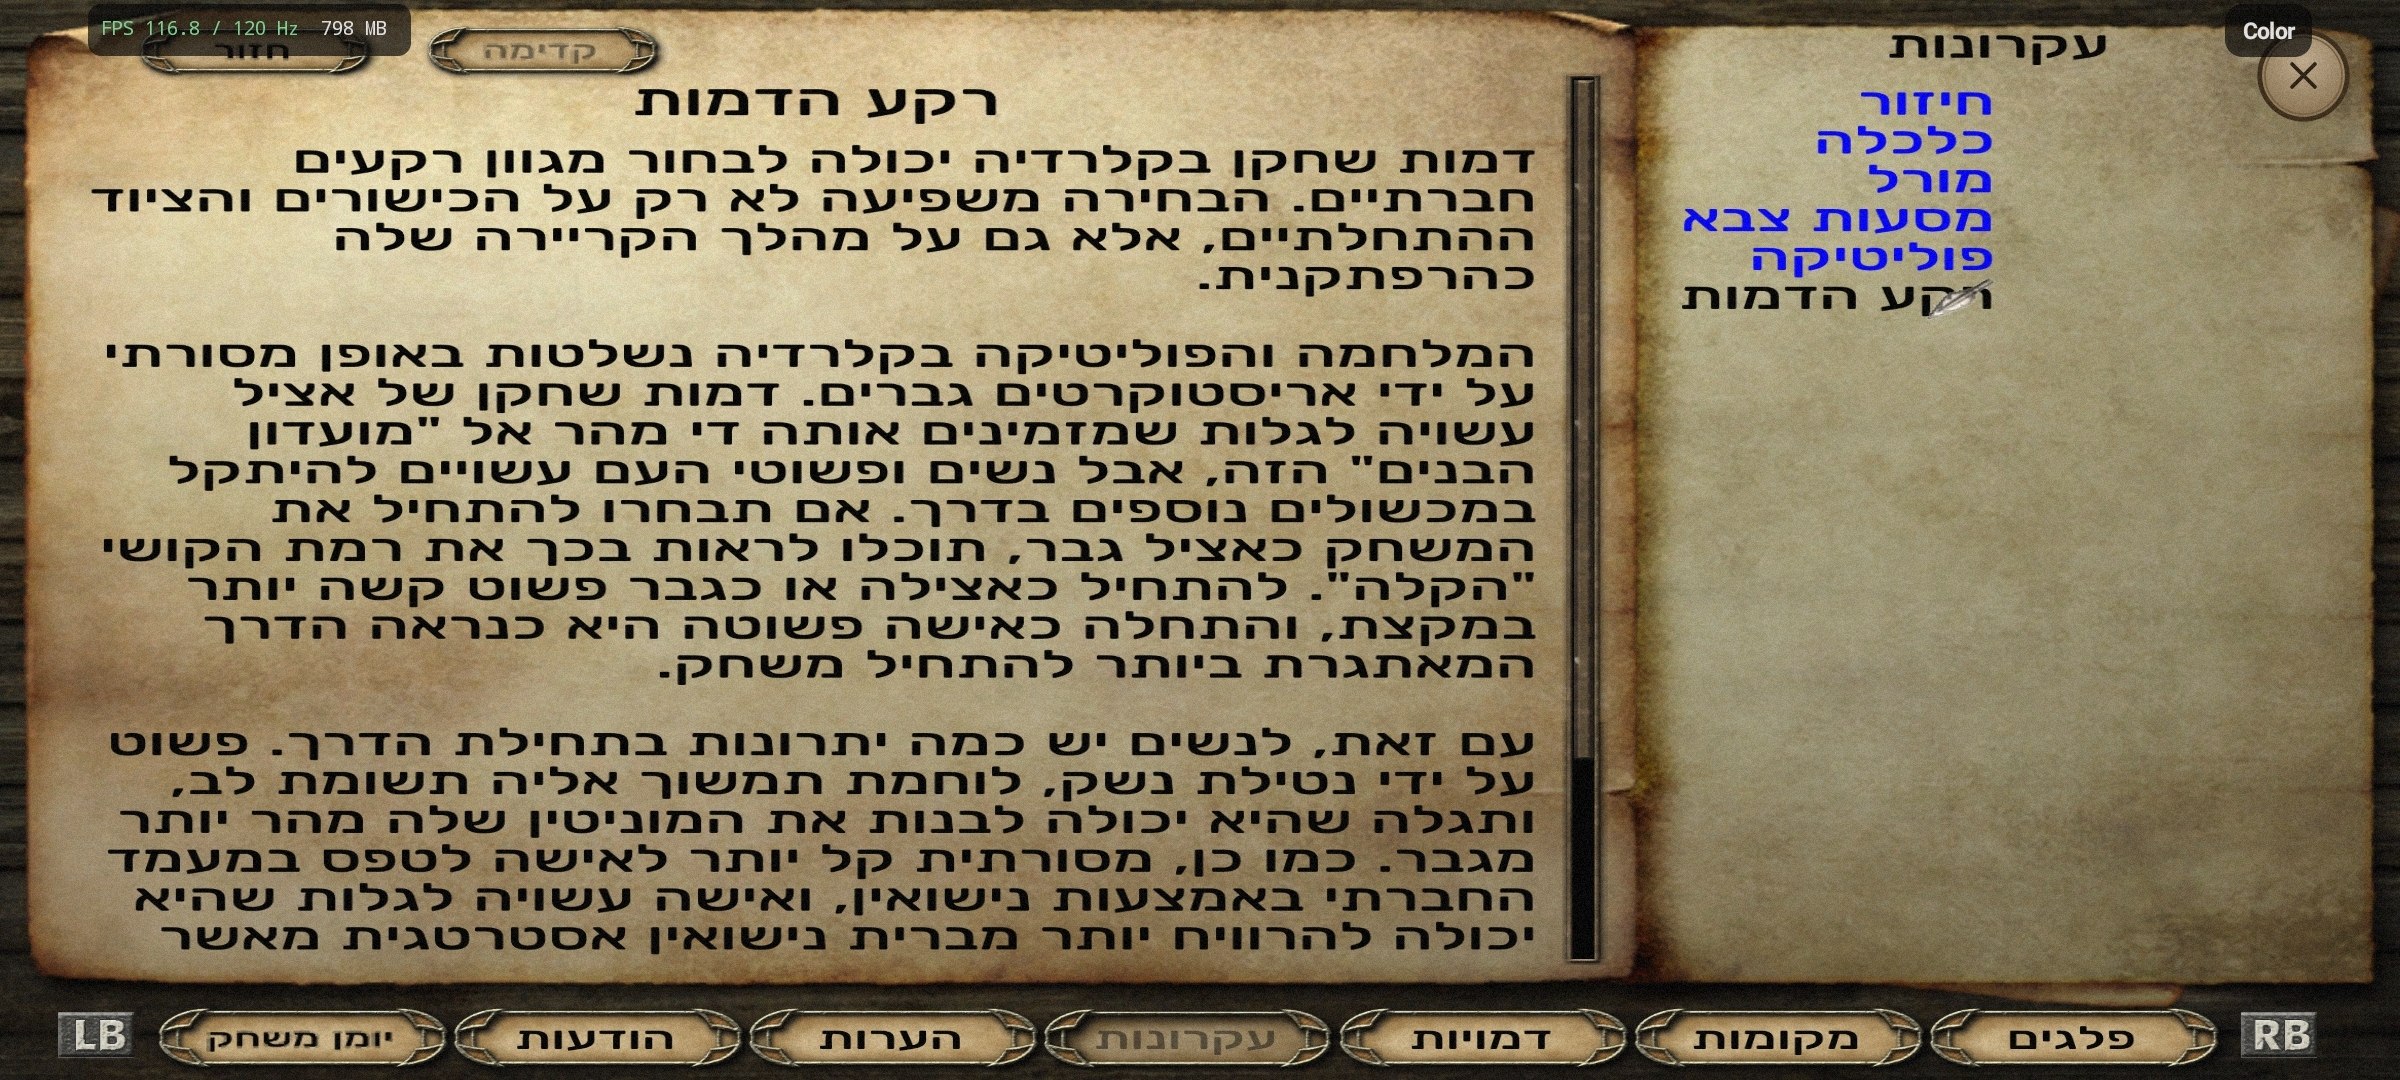 FPS 116.8 / 120 Hz 798 MB
Color
חזור
קדימה
עקרונות
חיזור
כלכלה
מורל
מסעות צבא
פוליטיקה
רקע הדמות
רקע הדמות
דמות שחקן בקלרדיה יכולה לבחור מגוון רקעים
חברתיים. הבחירה משפיעה לא רק על הכישורים והציוד
ההתחלתיים, אלא גם על מהלך הקריירה שלה
כהרפתקנית.
המלחמה והפוליטיקה בקלרדיה נשלטות באופן מסורתי
על ידי אריסטוקרטים גברים. דמות שחקן של אציל
עשויה לגלות שמזמינים אותה די מהר אל "מועדון
הבנים" הזה, אבל נשים ופשוטי העם עשויים להיתקל
במכשולים נוספים בדרך. אם תבחרו להתחיל את
המשחק כאציל גבר, תוכלו לראות בכך את רמת הקושי
"הקלה". להתחיל כאצילה או כגבר פשוט קשה יותר
במקצת, והתחלה כאישה פשוטה היא כנראה הדרך
המאתגרת ביותר להתחיל משחק.
עם זאת, לנשים יש כמה יתרונות בתחילת הדרך. פשוט
על ידי נטילת נשק, לוחמת תמשוך אליה תשומת לב,
ותגלה שהיא יכולה לבנות את המוניטין שלה מהר יותר
מגבר. כמו כן, מסורתית קל יותר לאישה לטפס במעמד
החברתי באמצעות נישואין, ואישה עשויה לגלות שהיא
יכולה להרוויח יותר מברית נישואין אסטרטגית מאשר
LB
יומן משחק
הודעות
הערות
עקרונות
דמויות
מקומות
פלגים
RB